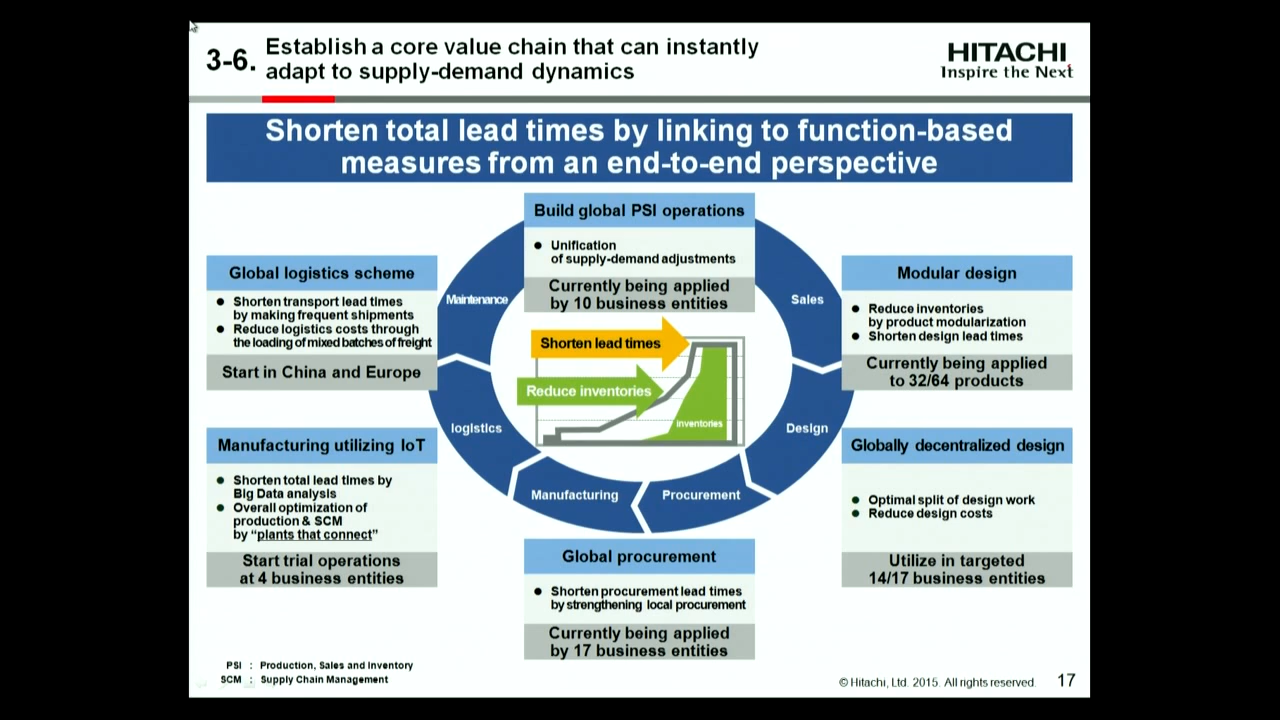 3-6.
Establish a core value chain that can instantly
adapt to supply-demand dynamics
HITACHI
Inspire the Next
Shorten total lead times by linking to function-based
measures from an end-to-end perspective
Build global PSI operations
● Unification
of supply-demand adjustments
Currently being applied
by 10 business entities
Global logistics scheme
● Shorten transport lead times
by making frequent shipments
● Reduce logistics costs through
the loading of mixed batches of freight
Start in China and Europe
Maintenance
Sales
Modular design
● Reduce inventories
by product modularization
● Shorten design lead times
Currently being applied
to 32/64 products
Shorten lead times
Reduce inventories
inventories
logistics
Design
Manufacturing
Procurement
Manufacturing utilizing IoT
● Shorten total lead times by
Big Data analysis
● Overall optimization of
production & SCM
by “plants that connect”
Start trial operations
at 4 business entities
Globally decentralized design
● Optimal split of design work
● Reduce design costs
Utilize in targeted
14/17 business entities
Global procurement
● Shorten procurement lead times
by strengthening local procurement
Currently being applied
by 17 business entities
PSI : Production, Sales and Inventory
SCM : Supply Chain Management
© Hitachi, Ltd. 2015. All rights reserved. 17